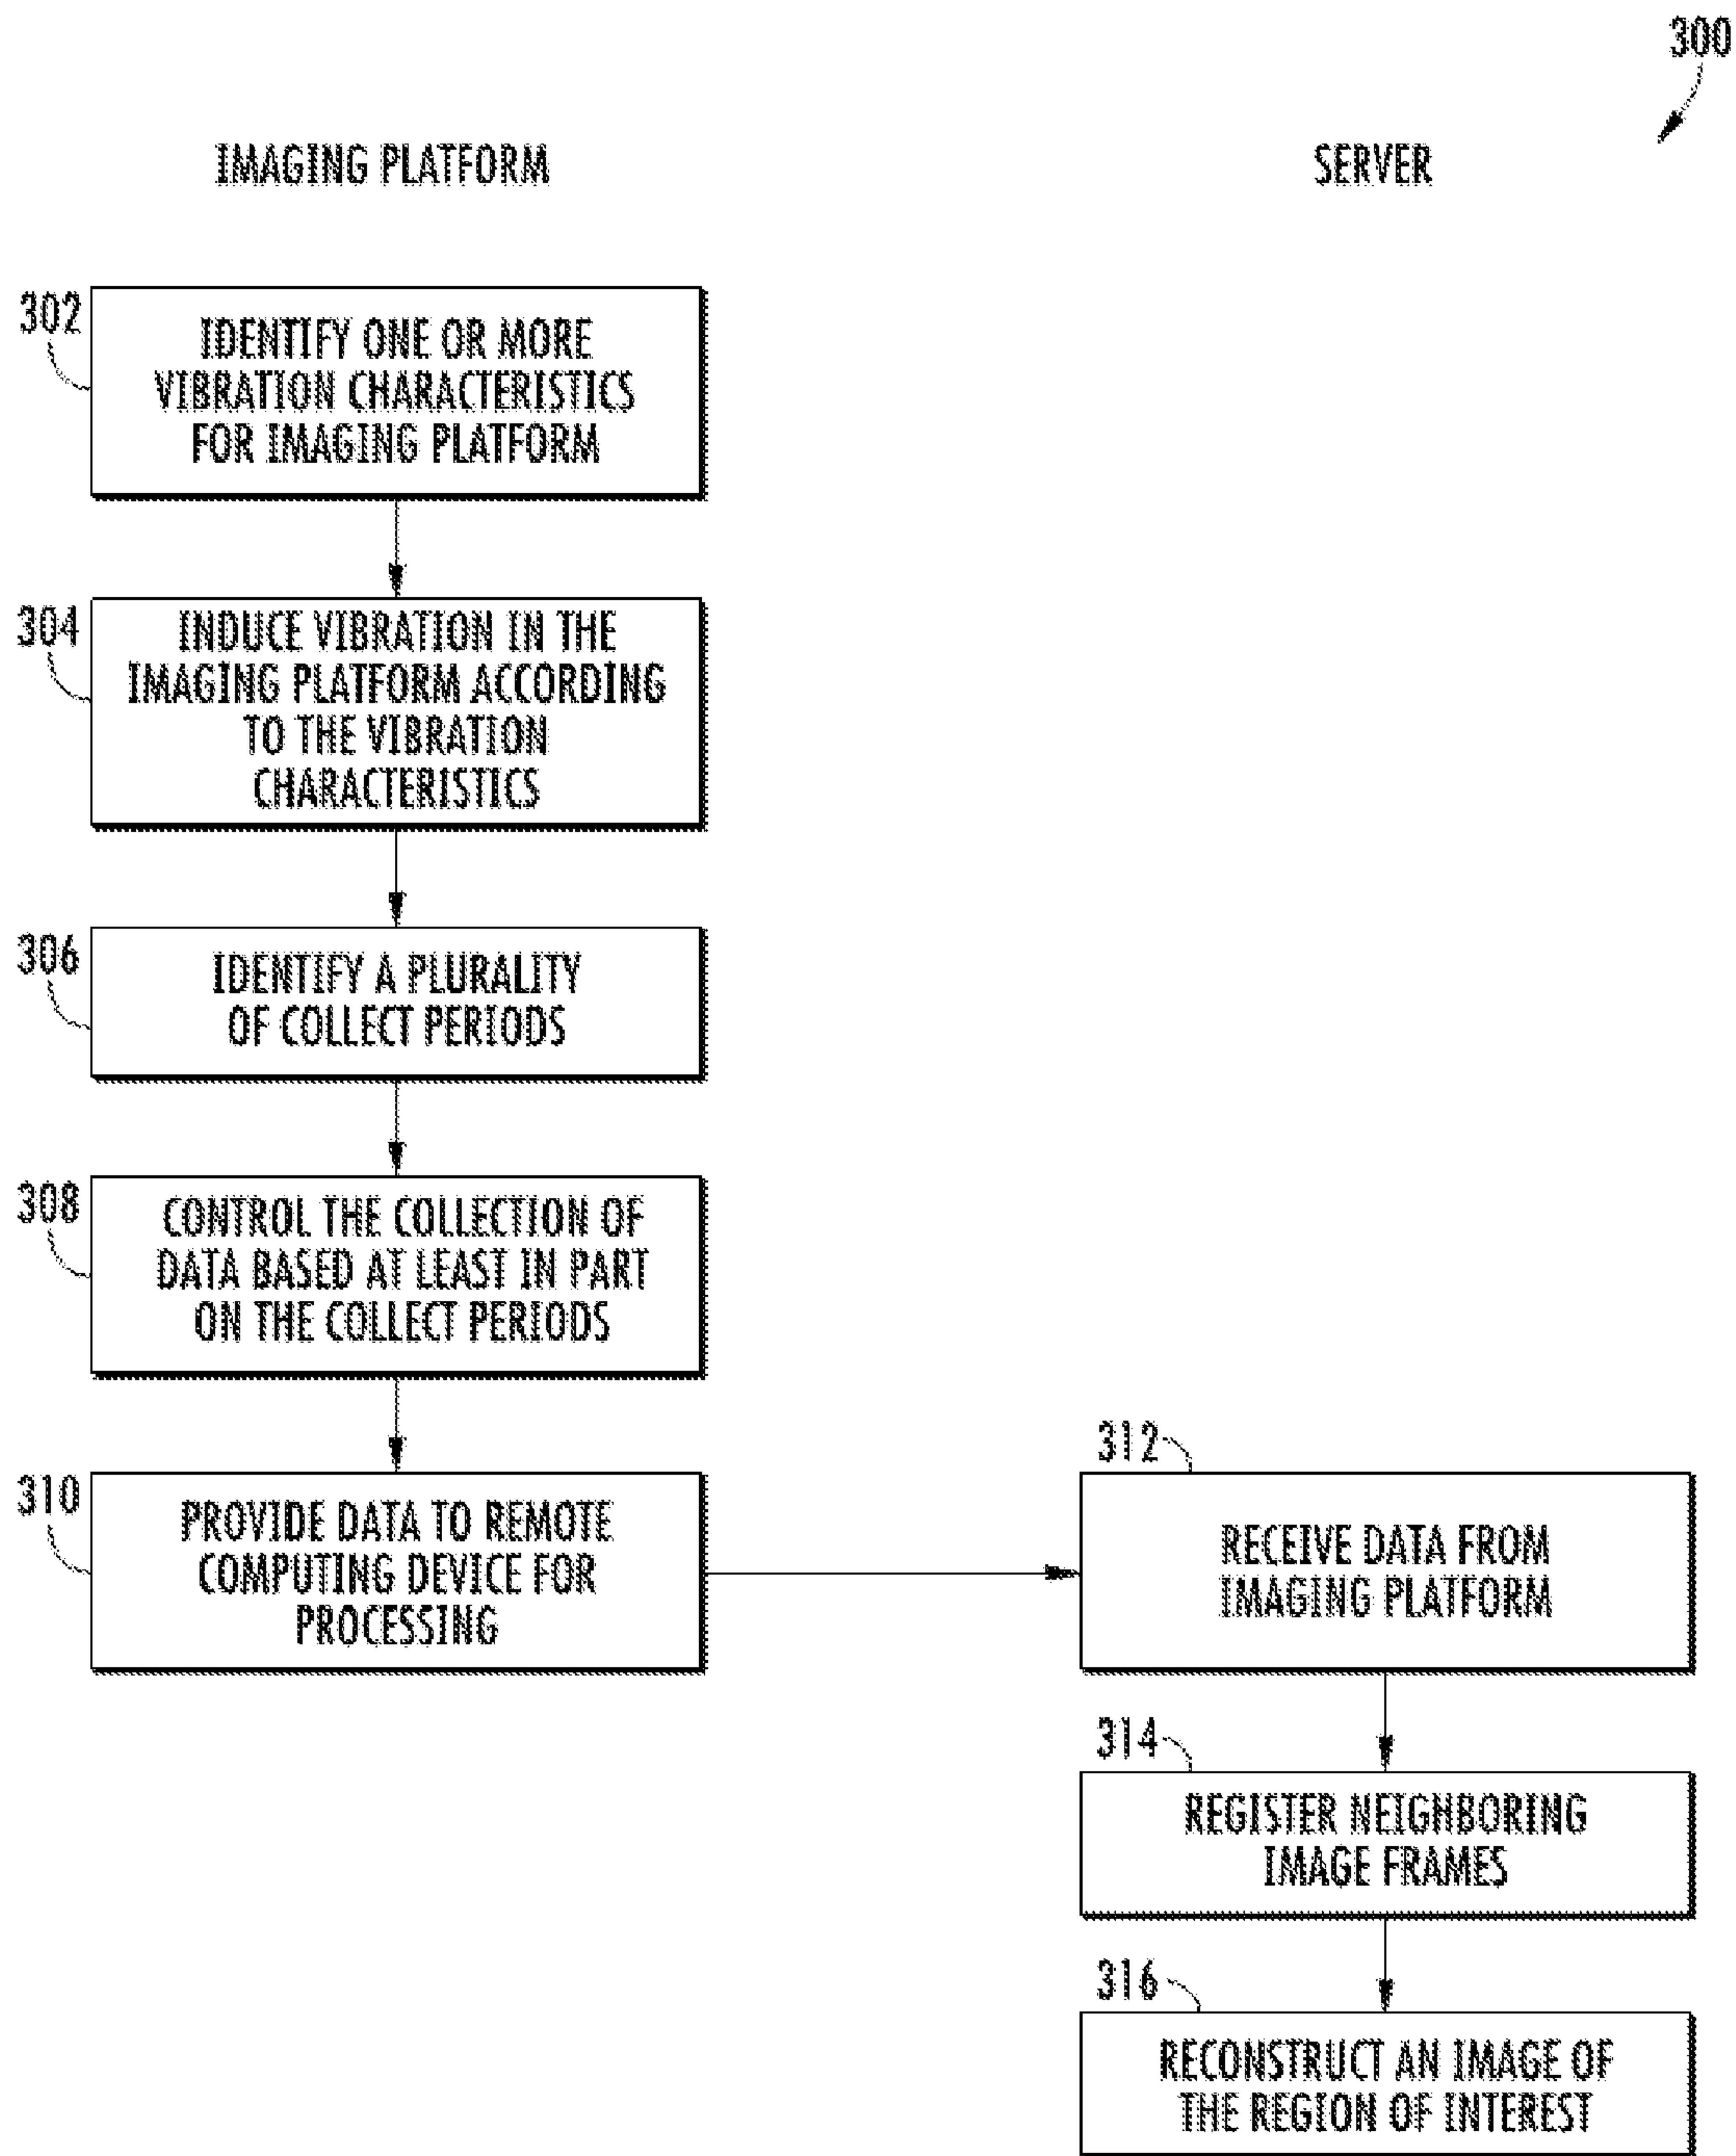 300
IMAGING PLATFORM
SERVER
302
IDENTIFY ONE OR MORE
VIBRATION CHARACTERISTICS
FOR IMAGING PLATFORM
304
INDUCE VIBRATION IN THE
IMAGING PLATFORM ACCORDING
TO THE VIBRATION
CHARACTERISTICS
306
IDENTIFY A PLURALITY
OF COLLECT PERIODS
308
CONTROL THE COLLECTION OF
DATA BASED AT LEAST IN PART
ON THE COLLECT PERIODS
310
PROVIDE DATA TO REMOTE
COMPUTING DEVICE FOR
PROCESSING
312
RECEIVE DATA FROM
IMAGING PLATFORM
314
REGISTER NEIGHBORING
IMAGE FRAMES
316
RECONSTRUCT AN IMAGE OF
THE REGION OF INTEREST